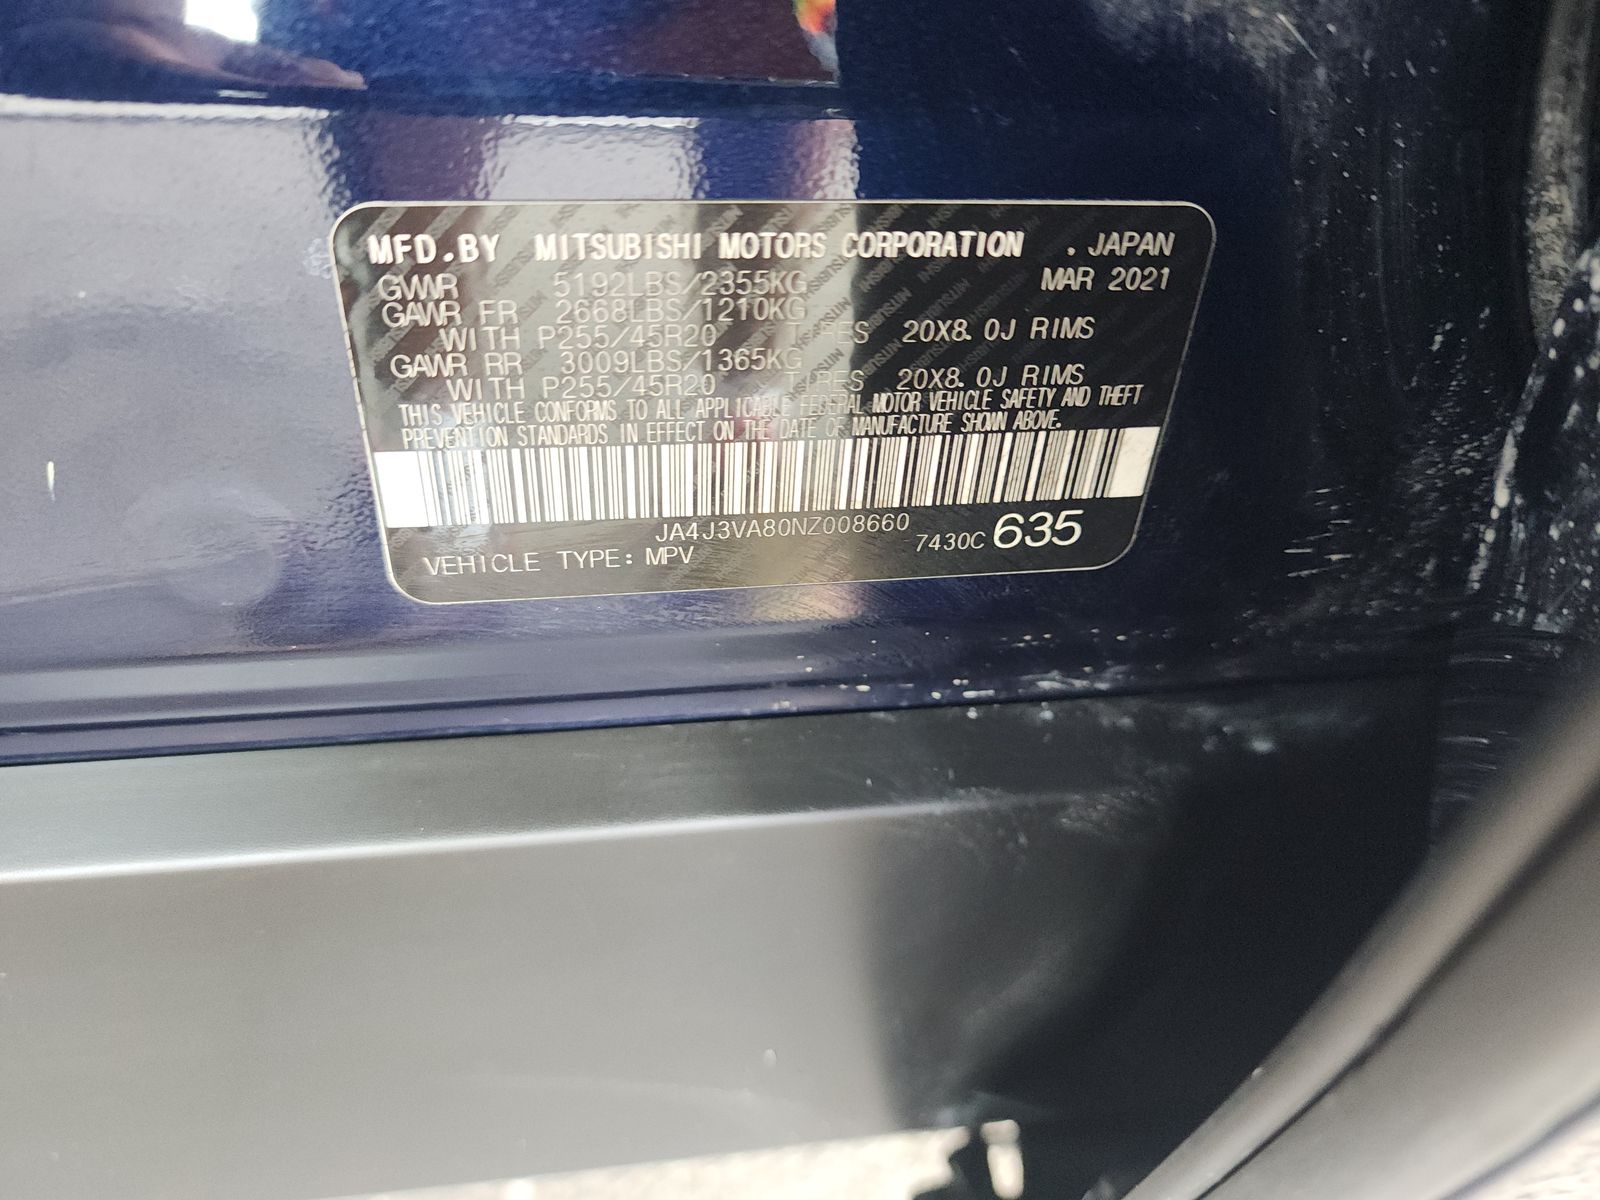 MFD.BY MITSUBISHI MOTORS CORPORATION . JAPAN
GVWR 5192LBS/2355KG MAR 2021
GAWR FR 2668LBS/1210KG
WITH P255/45R20 TIRES 20X8.0J RIMS
GAWR RR 3009LBS/1365KG
WITH P255/45R20 TIRES 20X8.0J RIMS
THIS VEHICLE CONFORMS TO ALL APPLICABLE FEDERAL MOTOR VEHICLE SAFETY AND THEFT
PREVENTION STANDARDS IN EFFECT ON THE DATE OF MANUFACTURE SHOWN ABOVE.
JA4J3VA80NZ008660
VEHICLE TYPE: MPV 7430C 635